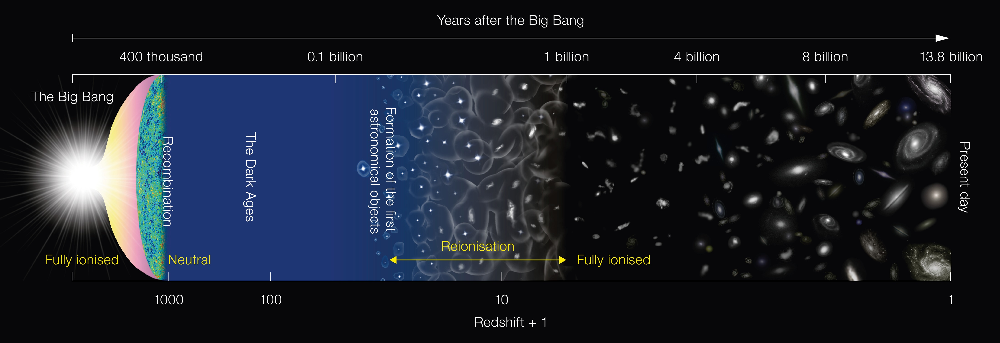 Years after the Big Bang
400 thousand
0.1 billion
1 billion
4 billion
8 billion
13.8 billion
The Big Bang
Recombination
The Dark Ages
Formation of the first
astronomical objects
Present day
Reionisation
Fully ionised
Neutral
Fully ionised
1000
100
10
1
Redshift + 1